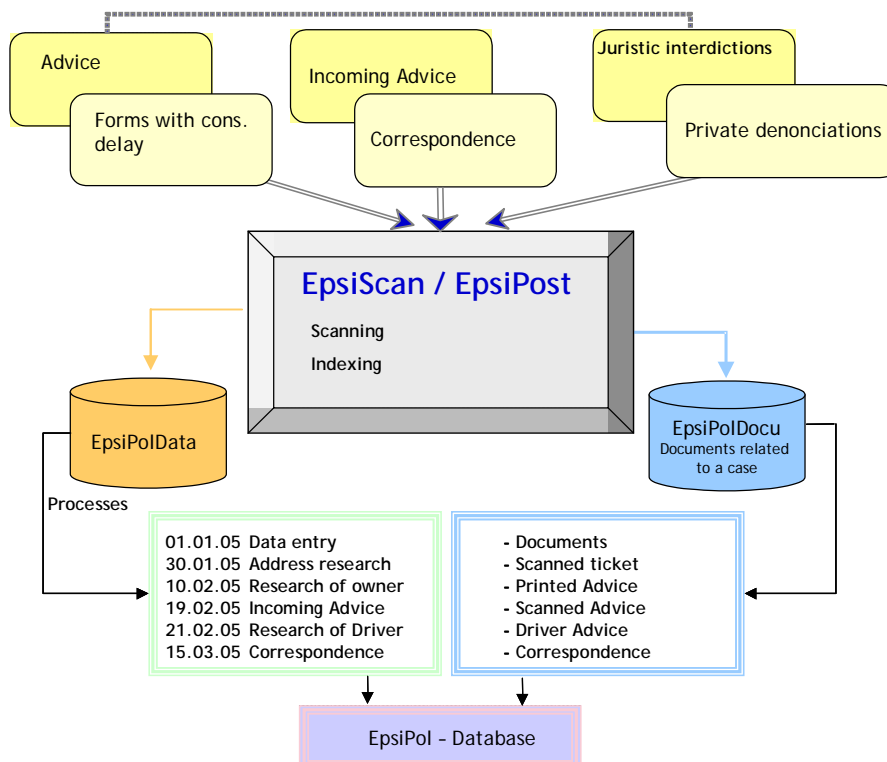 Advice
Forms with cons.
delay
Incoming Advice
Correspondence
Juristic interdictions
Private denonciations
EpsiScan / EpsiPost
Scanning
Indexing
EpsiPolData
EpsiPolDocu
Documents related
to a case
Processes
01.01.05 Data entry
30.01.05 Address research
10.02.05 Research of owner
19.02.05 Incoming Advice
21.02.05 Research of Driver
15.03.05 Correspondence
- Documents
- Scanned ticket
- Printed Advice
- Scanned Advice
- Driver Advice
- Correspondence
EpsiPol – Database